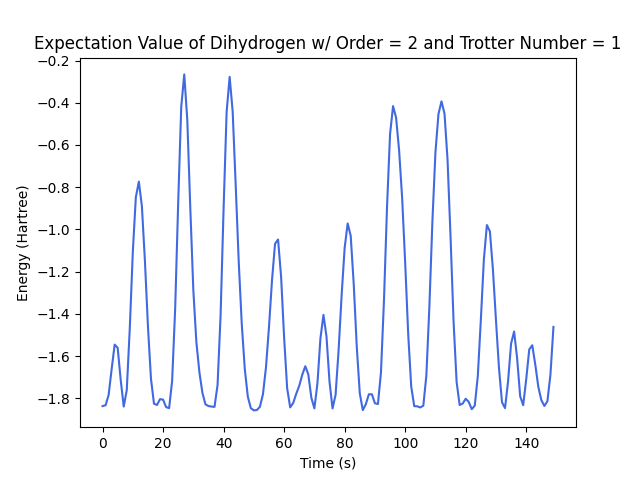 Expectation Value of Dihydrogen w/ Order = 2 and Trotter Number = 1
Energy (Hartree)
−0.2
−0.4
−0.6
−0.8
−1.0
−1.2
−1.4
−1.6
−1.8
0 20 40 60 80 100 120 140
Time (s)